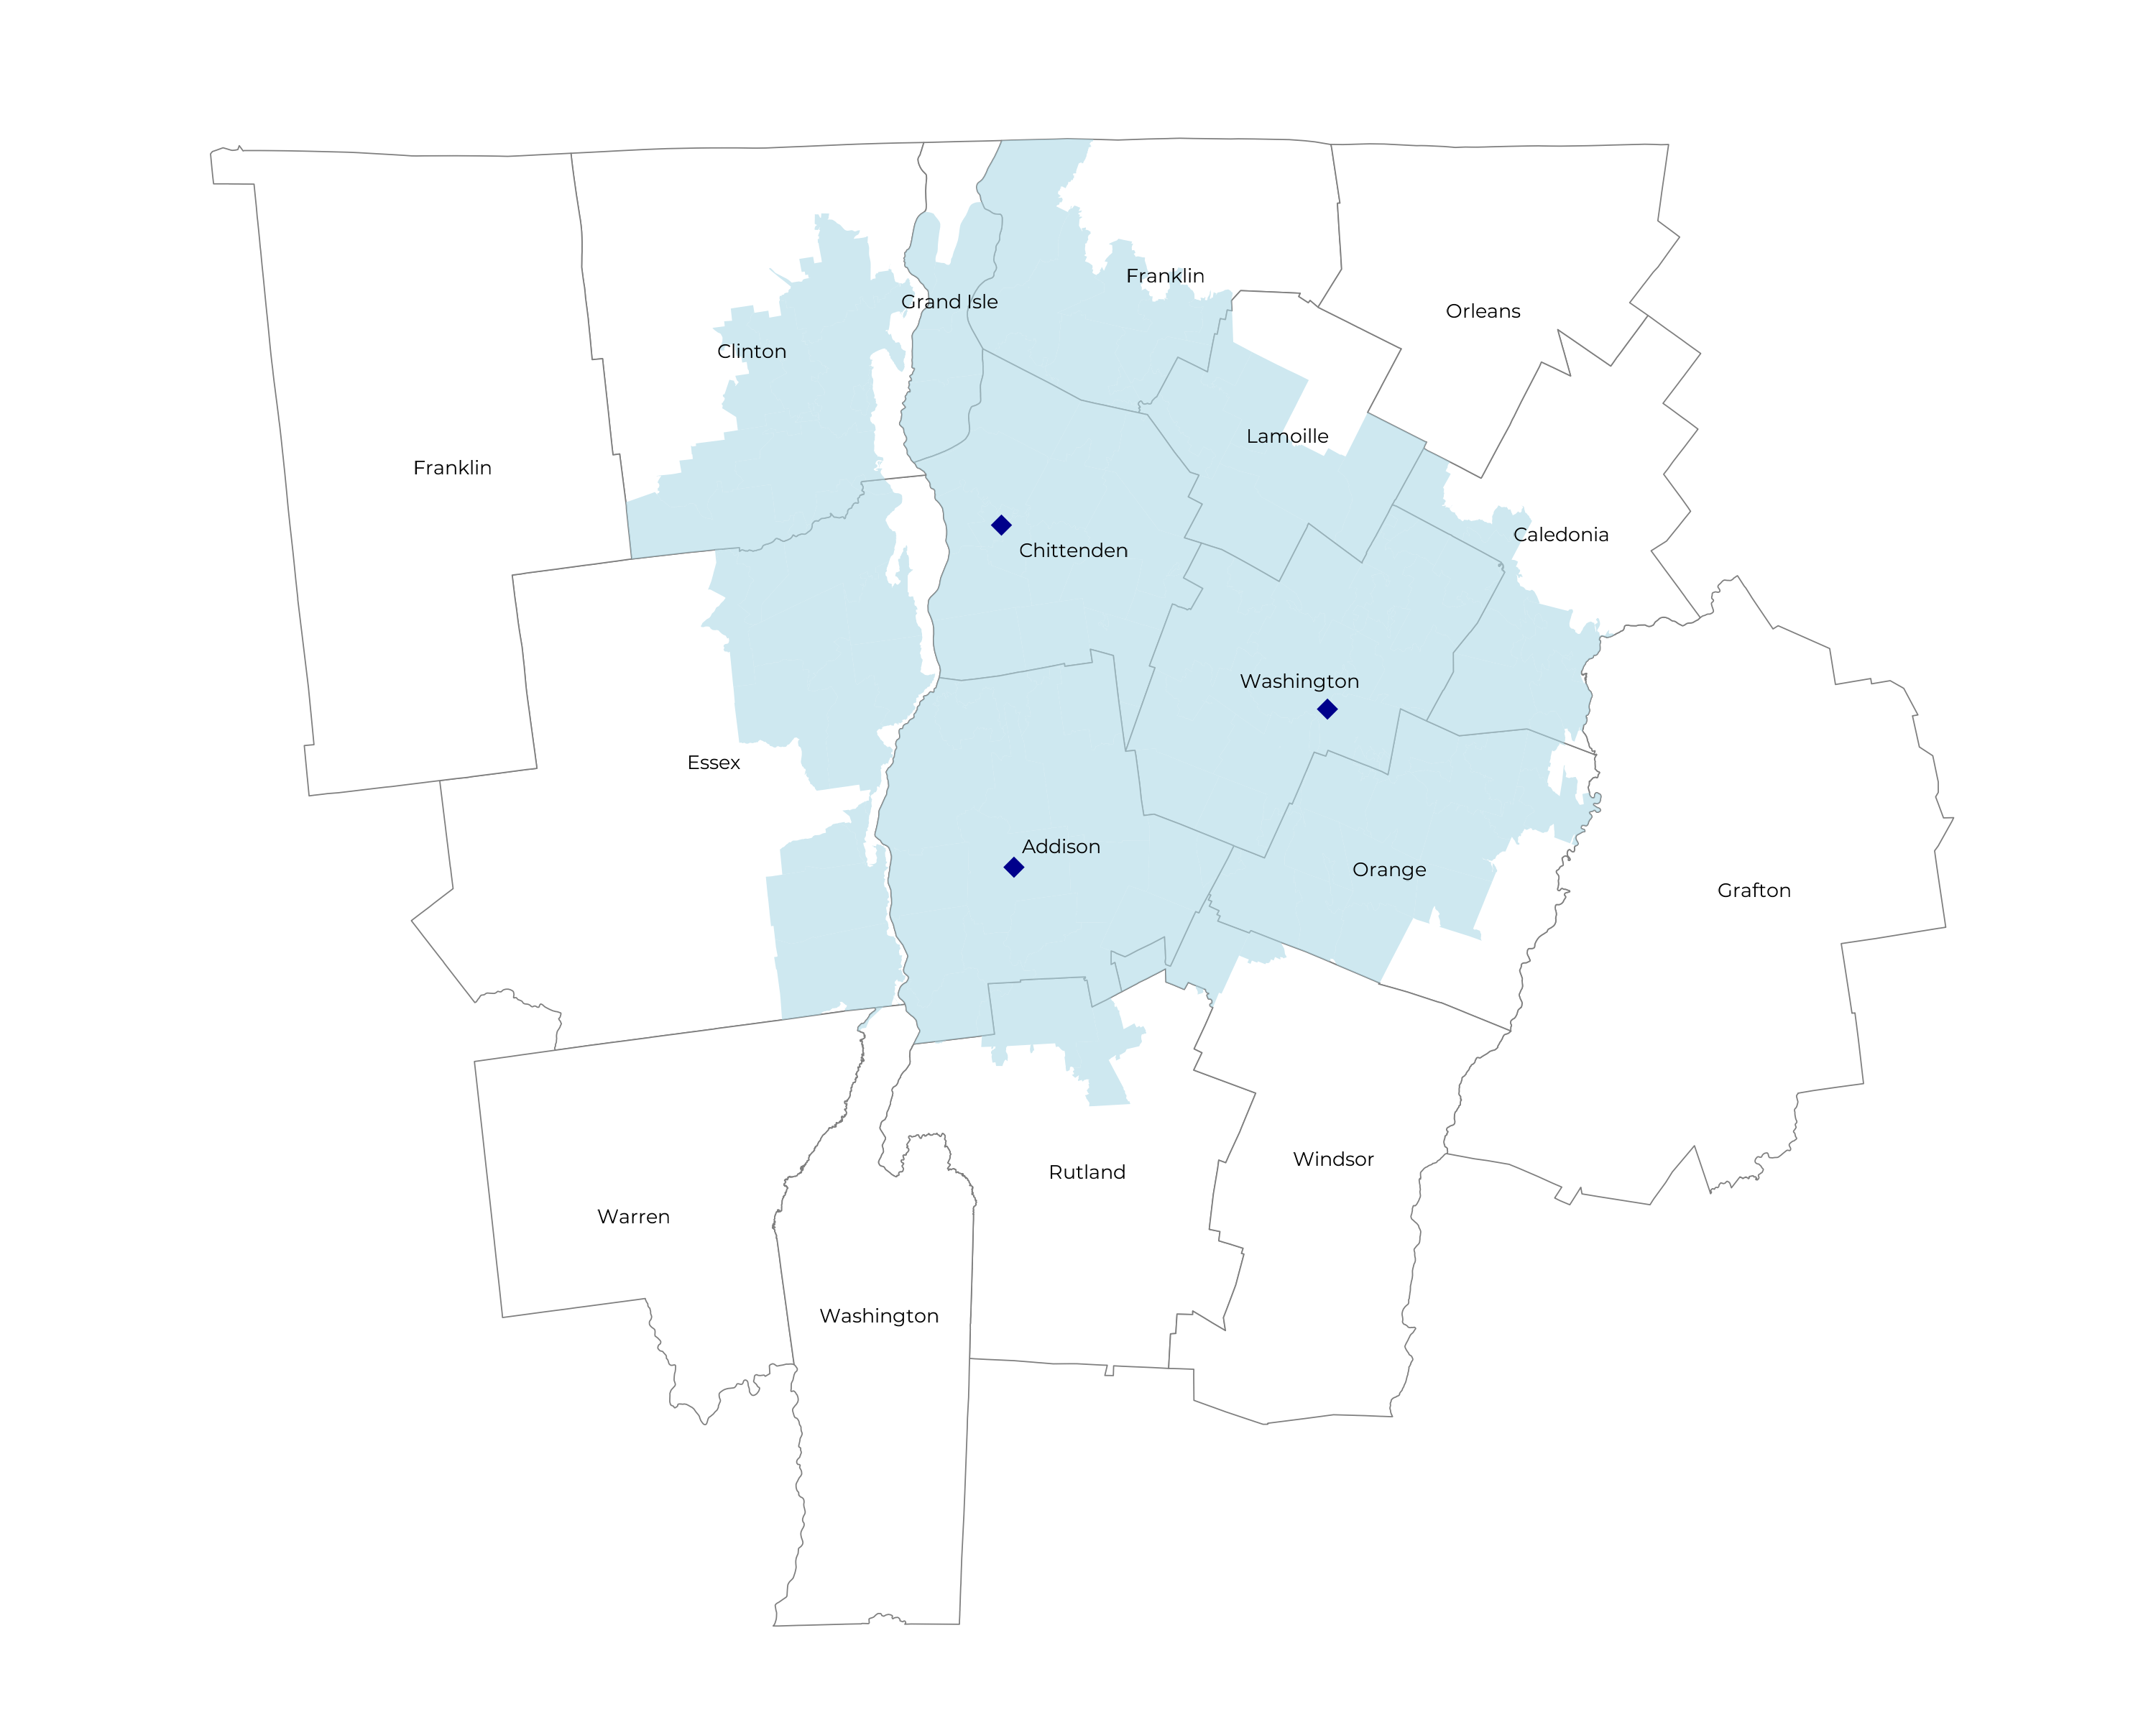 Franklin
Grand Isle
Orleans
Clinton
Lamoille
Franklin
Caledonia
Chittenden
Washington
Essex
Addison
Orange
Grafton
Windsor
Rutland
Warren
Washington